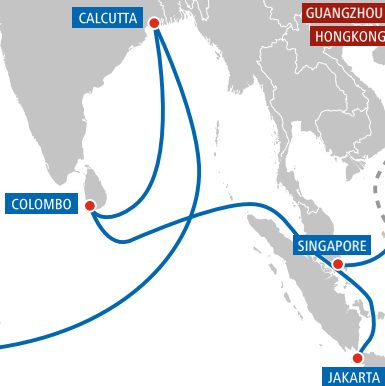 CALCUTTA
GUANGZHOU
HONGKONG
COLOMBO
SINGAPORE
JAKARTA